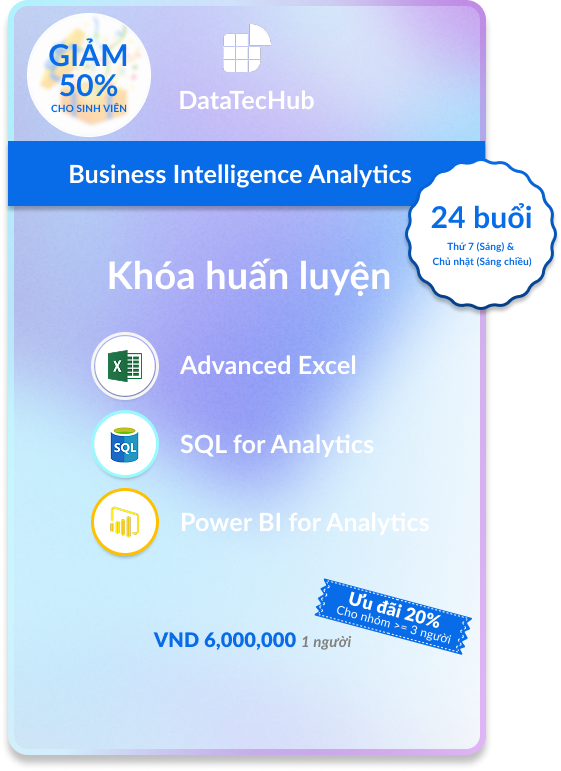 GIẢM
50%
CHO SINH VIÊN
DataTecHub
Business Intelligence Analytics
24 buổi
Thứ 7 (Sáng) &
Chủ nhật (Sáng chiều)
Khóa huấn luyện
X
Advanced Excel
SQL
SQL for Analytics
Power BI for Analytics
Ưu đãi 20%
Cho nhóm >= 3 người
VND 6,000,000 1 người